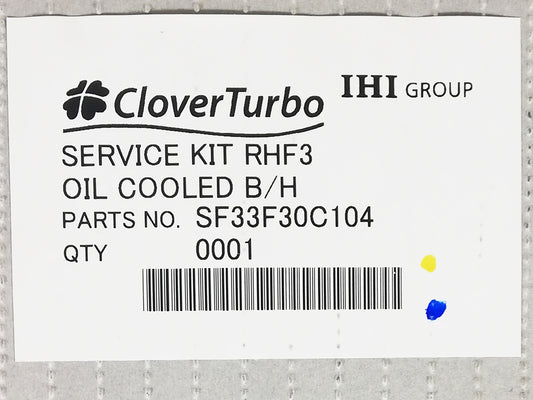 CloverTurbo IHI GROUP
SERVICE KIT RHF3
OIL COOLED B/H
PARTS NO. SF33F30C104
QTY 0001